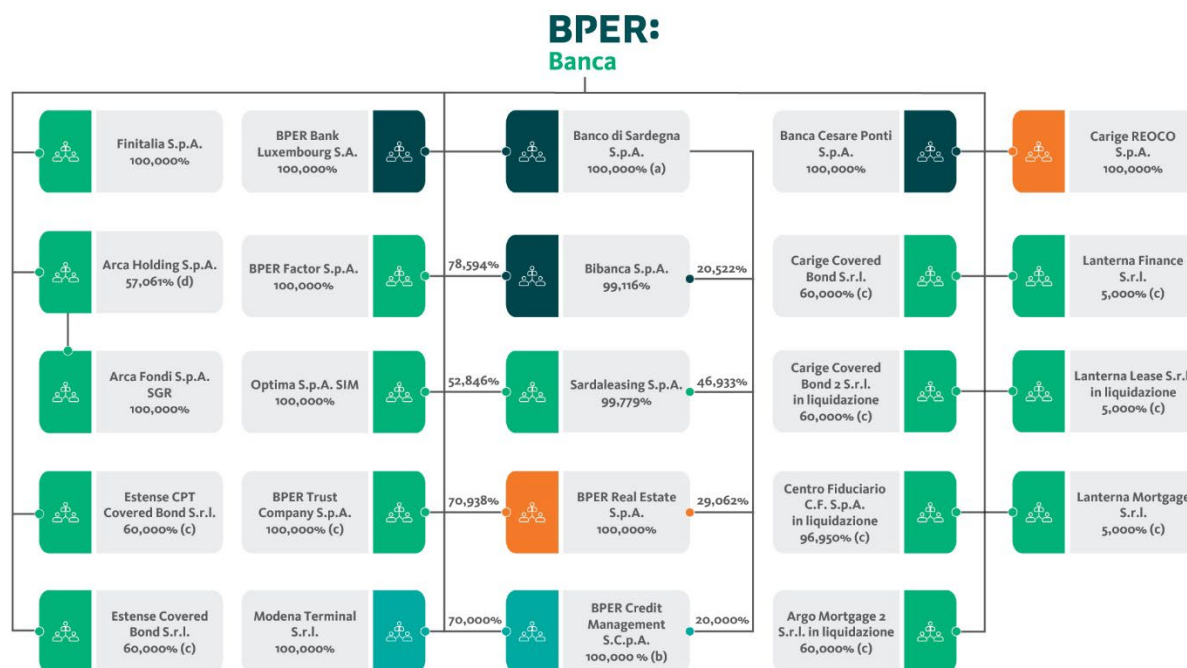 BPER:
Banca
Finitalia S.p.A.
100,000%
BPER Bank
Luxembourg S.A.
100,000%
Banco di Sardegna
S.p.A.
100,000% (a)
Banca Cesare Ponti
S.p.A.
100,000%
Carige REOCO
S.p.A.
100,000%
Arca Holding S.p.A.
57,061% (d)
BPER Factor S.p.A.
100,000%
78,594%
Bibanca S.p.A.
99,116%
20,522%
Carige Covered
Bond S.r.l.
60,000% (c)
Lanterna Finance
S.r.l.
5,000% (c)
Arca Fondi S.p.A.
SGR
100,000%
Optima S.p.A. SIM
100,000%
52,846%
Sardaleasing S.p.A.
99,779%
46,933%
Carige Covered
Bond 2 S.r.l.
in liquidazione
60,000% (c)
Lanterna Lease S.r.l.
in liquidazione
5,000% (c)
Estense CPT
Covered Bond S.r.l.
60,000% (c)
BPER Trust
Company S.p.A.
100,000% (c)
70,938%
BPER Real Estate
S.p.A.
100,000%
29,062%
Centro Fiduciario
C.F. S.p.A.
in liquidazione
96,950% (c)
Lanterna Mortgage
S.r.l.
5,000% (c)
Estense Covered
Bond S.r.l.
60,000% (c)
Modena Terminal
S.r.l.
100,000%
70,000%
BPER Credit
Management
S.C.p.A.
100,000 % (b)
20,000%
Argo Mortgage 2
S.r.l. in liquidazione
60,000% (c)